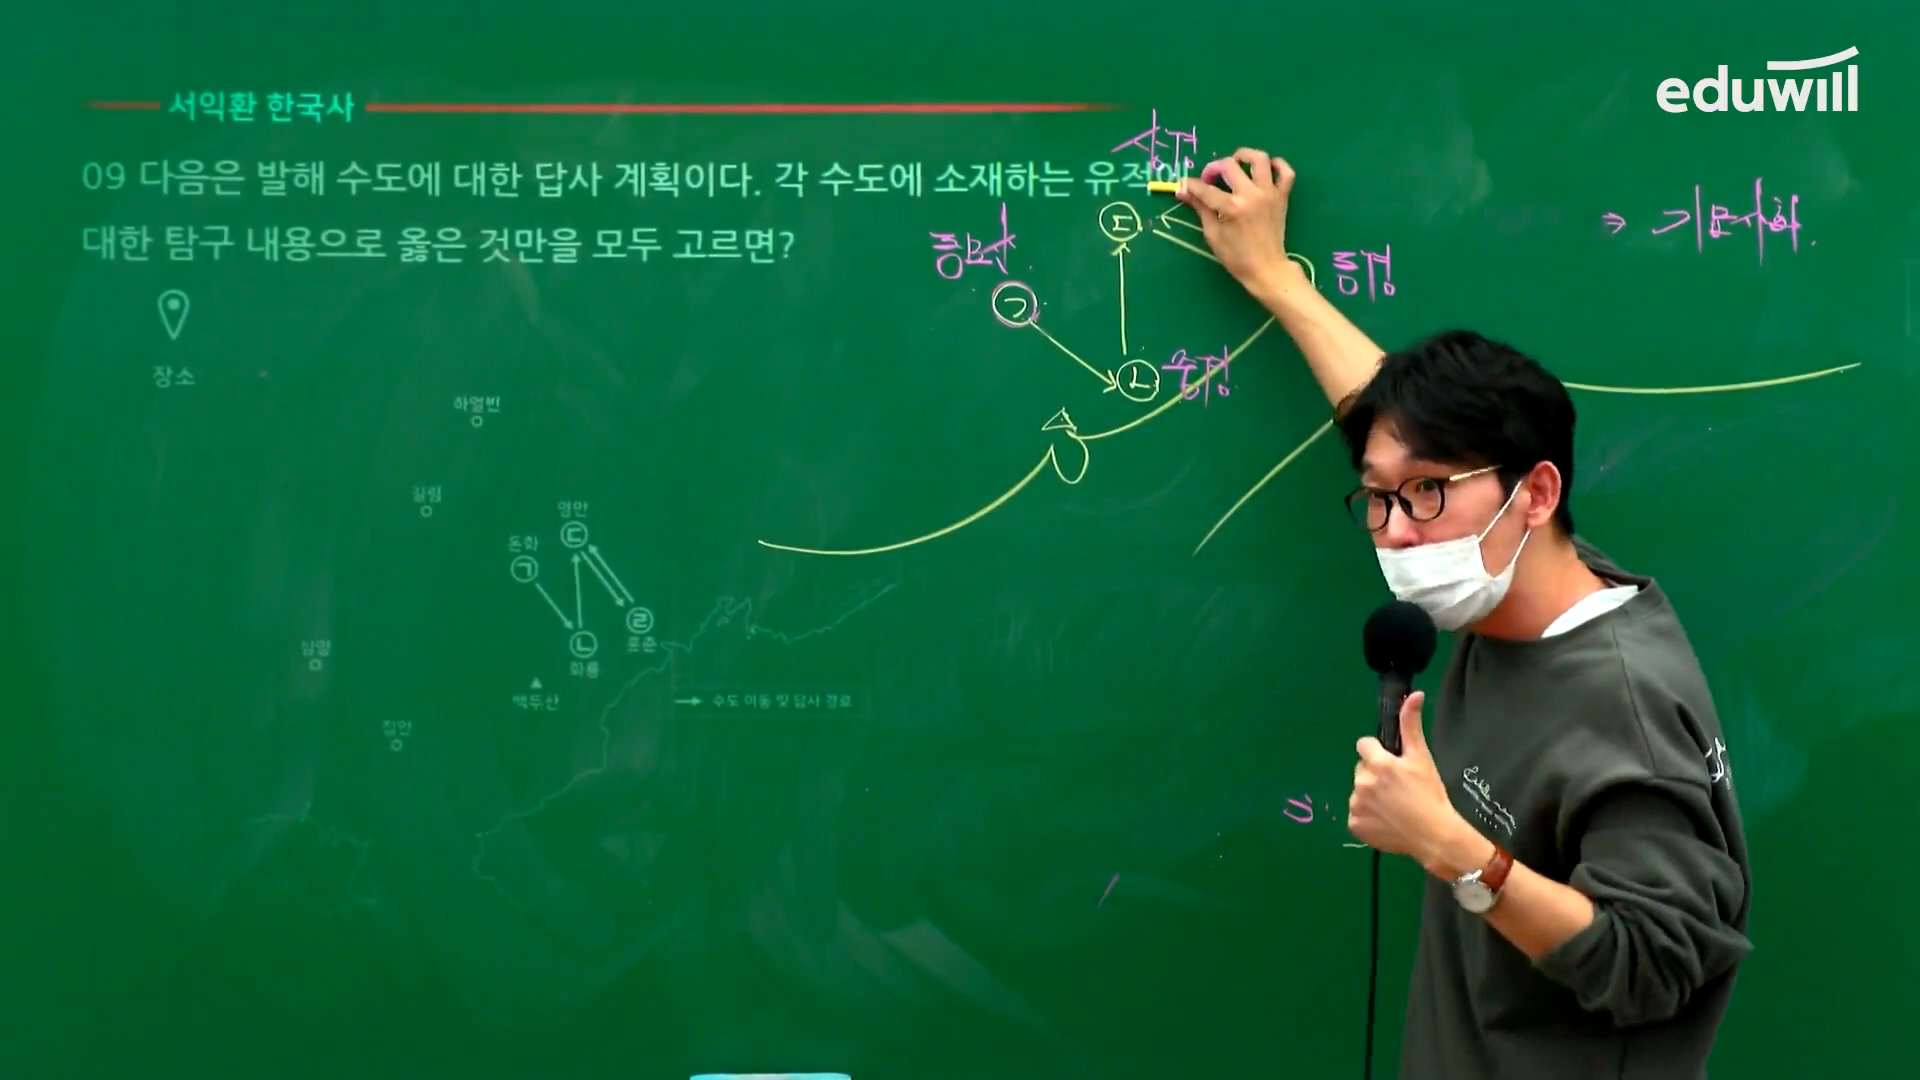 eduwill
서익환 한국사
09 다음은 발해 수도에 대한 답사 계획이다. 각 수도에 소재하는 유적에
대한 탐구 내용으로 옳은 것만을 모두 고르면?
장소
하얼빈
길림
영안
ㄷ
돈화
ㄱ
ㄹ
훈춘
ㄴ
화룡
심양
백두산
집안
→ 수도 이동 및 답사 경로
상경
ㄷ
동모산
ㄱ
동경
ㄴ
중경